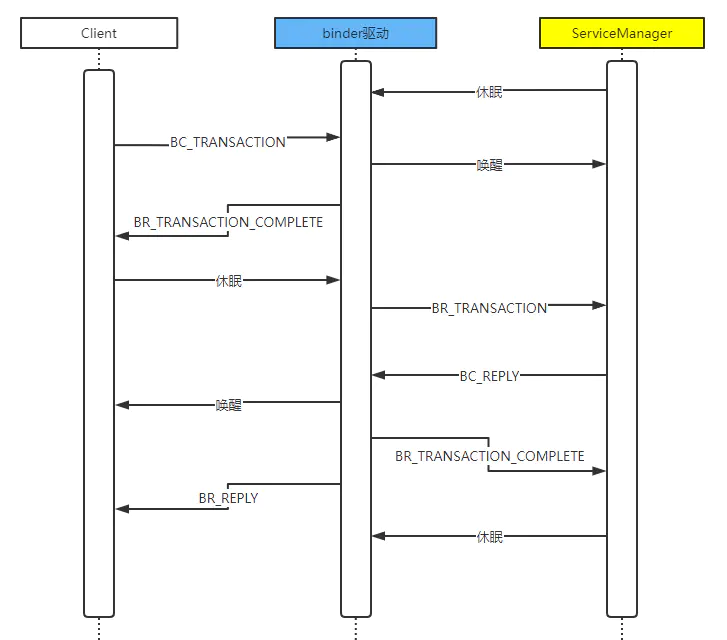 Client
binder驱动
ServiceManager
休眠
BC_TRANSACTION
唤醒
BR_TRANSACTION_COMPLETE
休眠
BR_TRANSACTION
BC_REPLY
唤醒
BR_TRANSACTION_COMPLETE
BR_REPLY
休眠